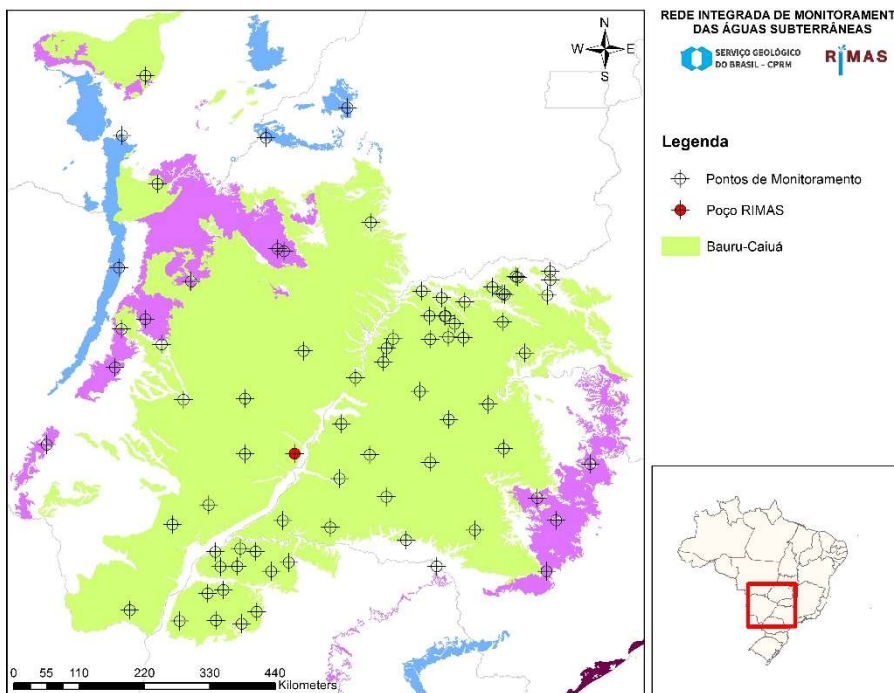 N
W E
S
0 55 110 220 330 440
Kilometers
REDE INTEGRADA DE MONITORAMENT
DAS ÁGUAS SUBTERRÂNEAS
SERVIÇO GEOLÓGICO
DO BRASIL - CPRM
RIMAS
Legenda
Pontos de Monitoramento
Poço RIMAS
Bauru-Caiuá